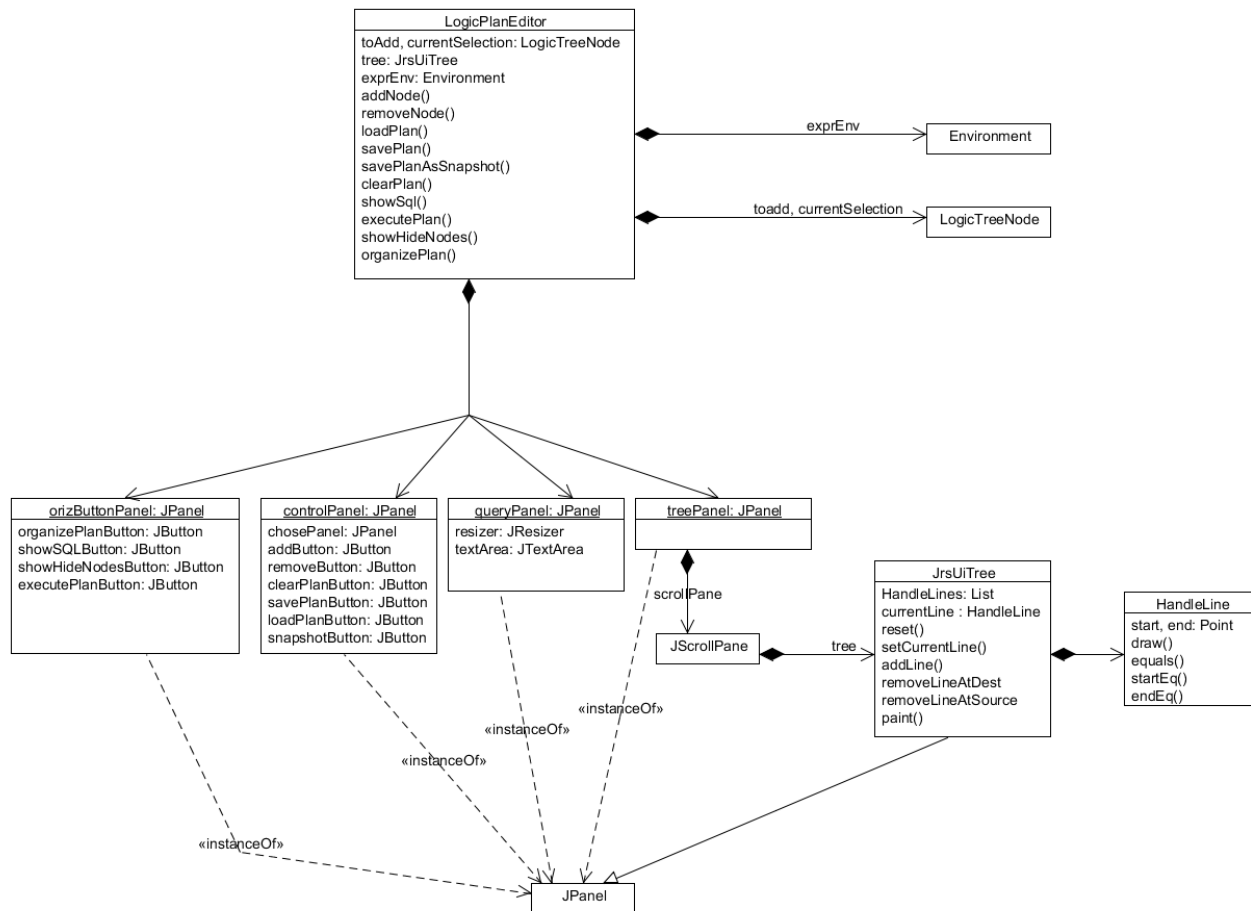 LogicPlanEditor
toAdd, currentSelection: LogicTreeNode
tree: JrsUiTree
exprEnv: Environment
addNode()
removeNode()
loadPlan()
savePlan()
savePlanAsSnapshot()
clearPlan()
showSql()
executePlan()
showHideNodes()
organizePlan()
exprEnv
Environment
toadd, currentSelection
LogicTreeNode
orizButtonPanel: JPanel
organizePlanButton: JButton
showSQLButton: JButton
showHideNodesButton: JButton
executePlanButton: JButton
controlPanel: JPanel
chosePanel: JPanel
addButton: JButton
removeButton: JButton
clearPlanButton: JButton
savePlanButton: JButton
loadPlanButton: JButton
snapshotButton: JButton
queryPanel: JPanel
resizer: JResizer
textArea: JTextArea
treePanel: JPanel
scrollPane
JScrollPane
tree
JrsUiTree
HandleLines: List
currentLine : HandleLine
reset()
setCurrentLine()
addLine()
removeLineAtDest
removeLineAtSource
paint()
HandleLine
start, end: Point
draw()
equals()
startEq()
endEq()
«instanceOf»
«instanceOf»
«instanceOf»
«instanceOf»
JPanel